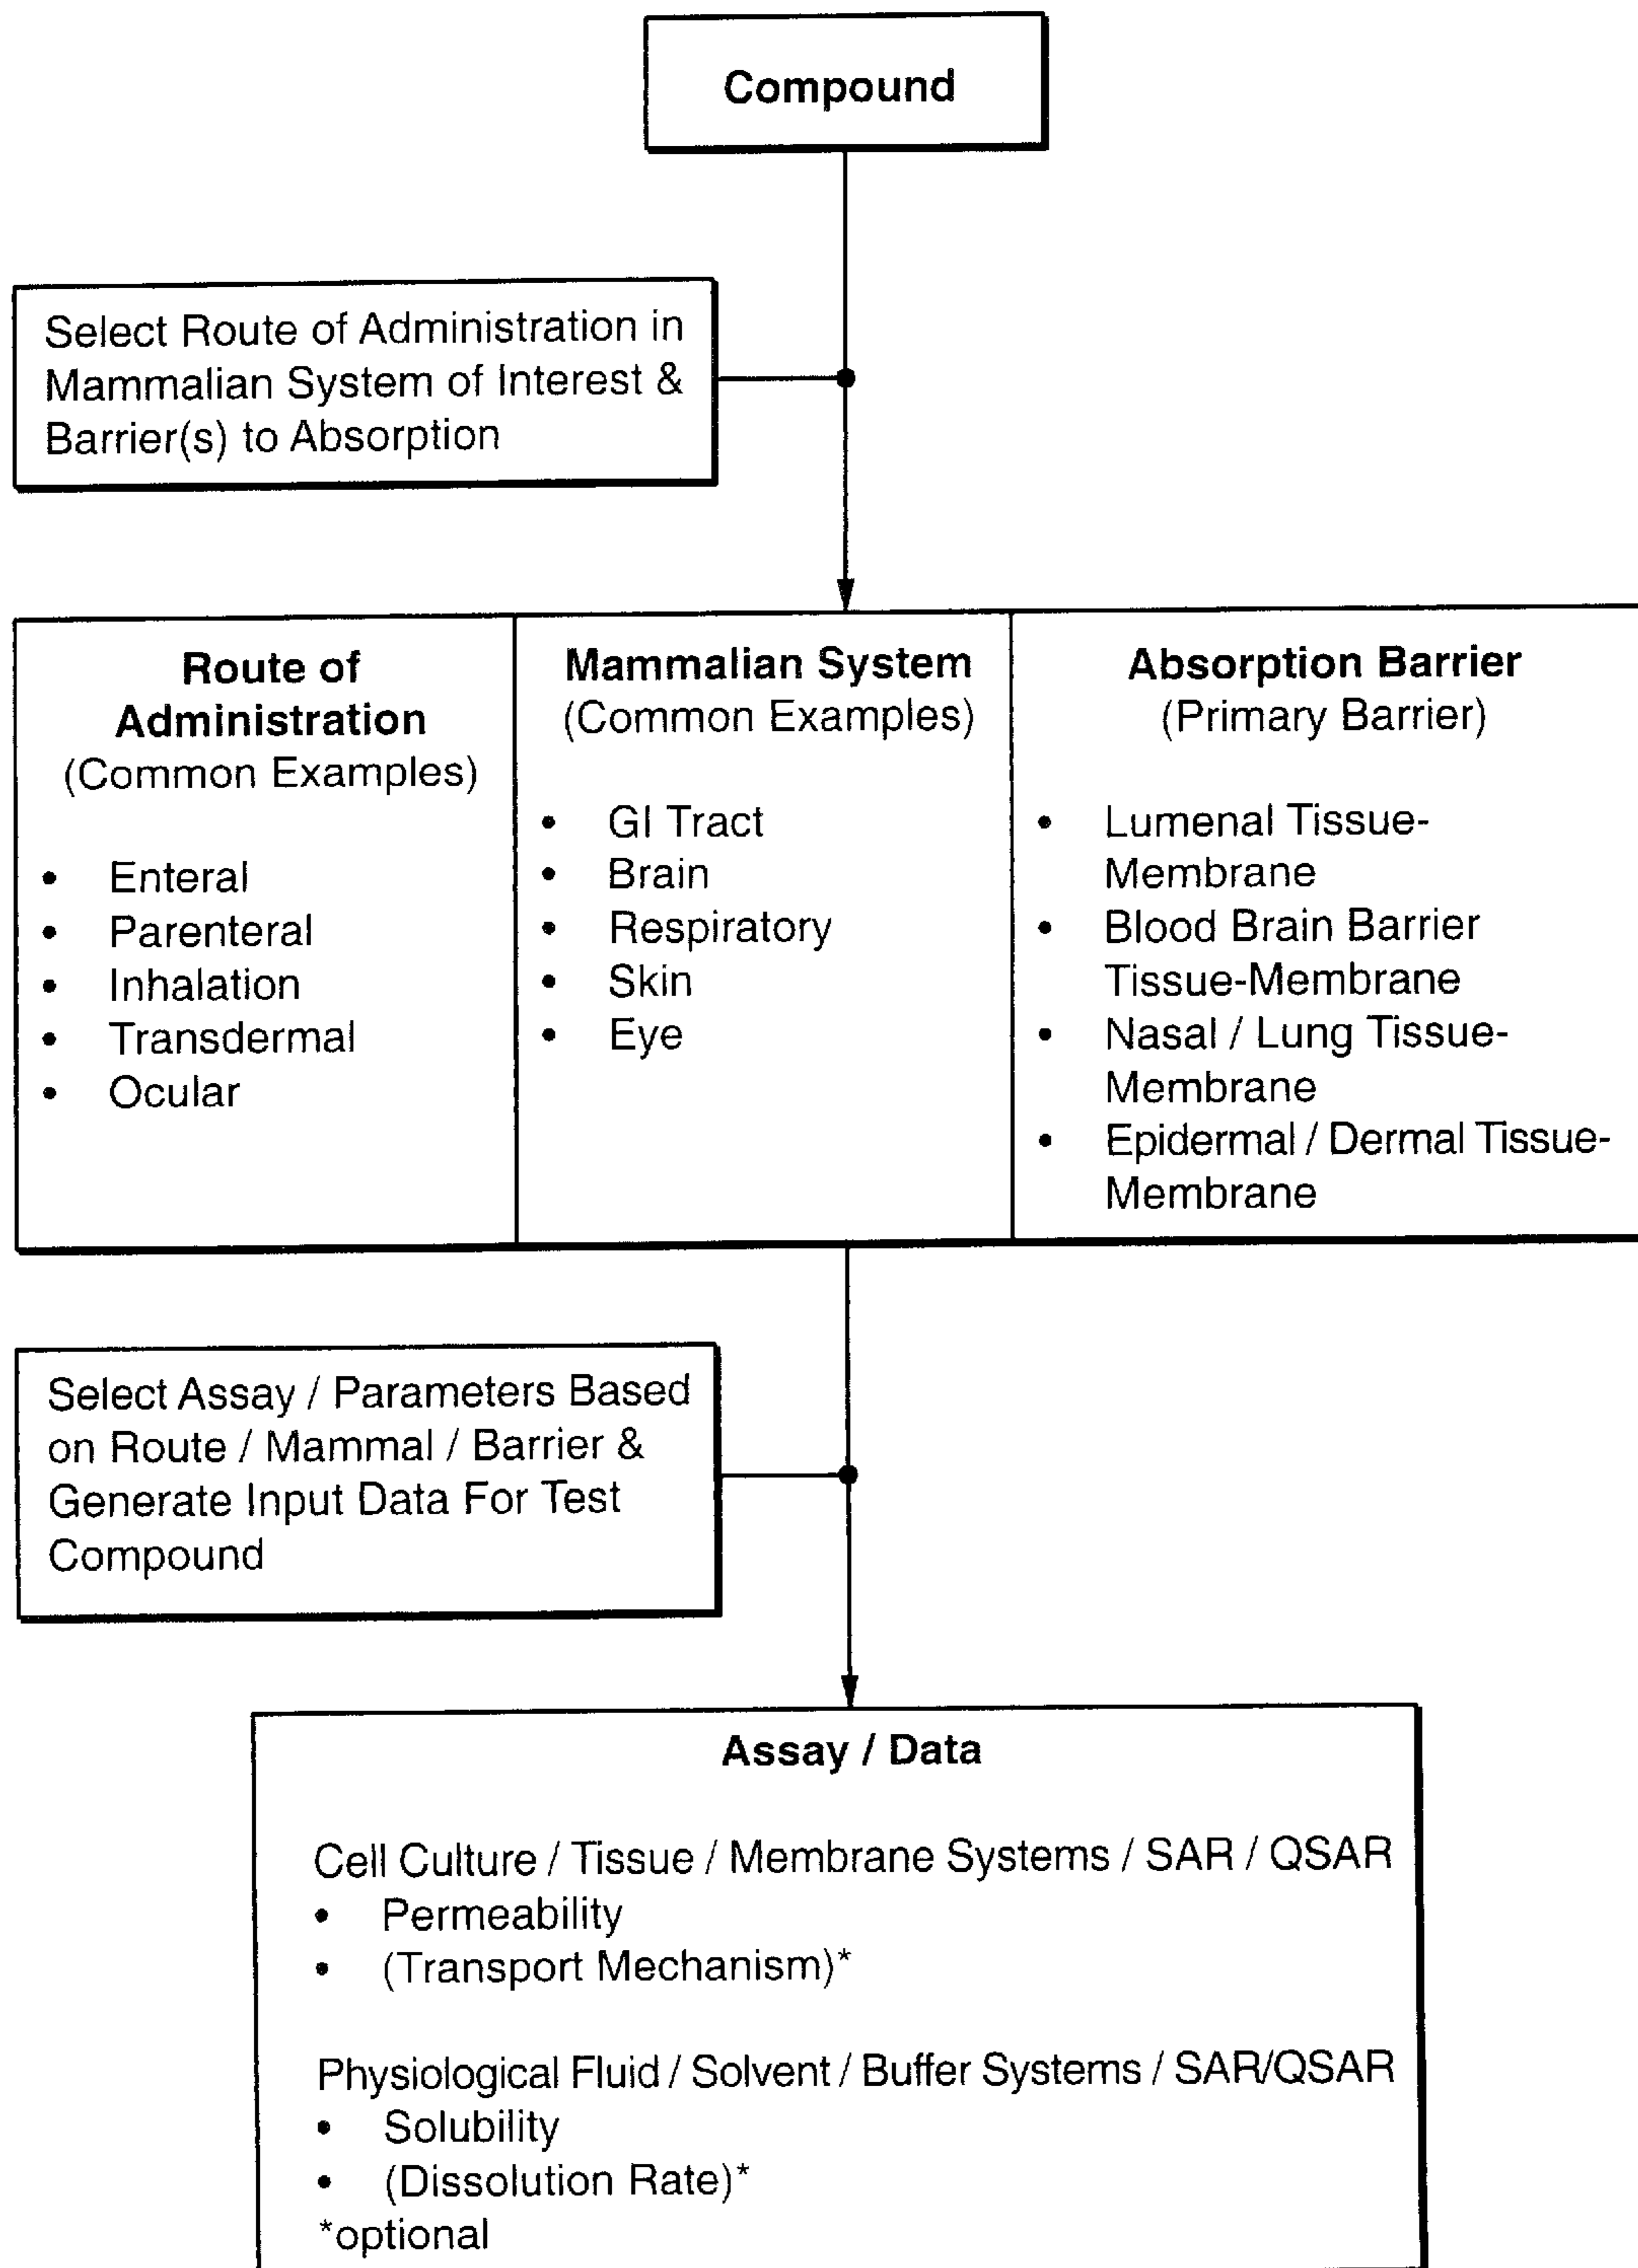 Compound
Select Route of Administration in
Mammalian System of Interest &
Barrier(s) to Absorption
Route of
Administration
(Common Examples)
• Enteral
• Parenteral
• Inhalation
• Transdermal
• Ocular
Mammalian System
(Common Examples)
• GI Tract
• Brain
• Respiratory
• Skin
• Eye
Absorption Barrier
(Primary Barrier)
• Lumenal Tissue-
Membrane
• Blood Brain Barrier
Tissue-Membrane
• Nasal / Lung Tissue-
Membrane
• Epidermal / Dermal Tissue-
Membrane
Select Assay / Parameters Based
on Route / Mammal / Barrier &
Generate Input Data For Test
Compound
Assay / Data
Cell Culture / Tissue / Membrane Systems / SAR / QSAR
• Permeability
• (Transport Mechanism)*
Physiological Fluid / Solvent / Buffer Systems / SAR/QSAR
• Solubility
• (Dissolution Rate)*
*optional